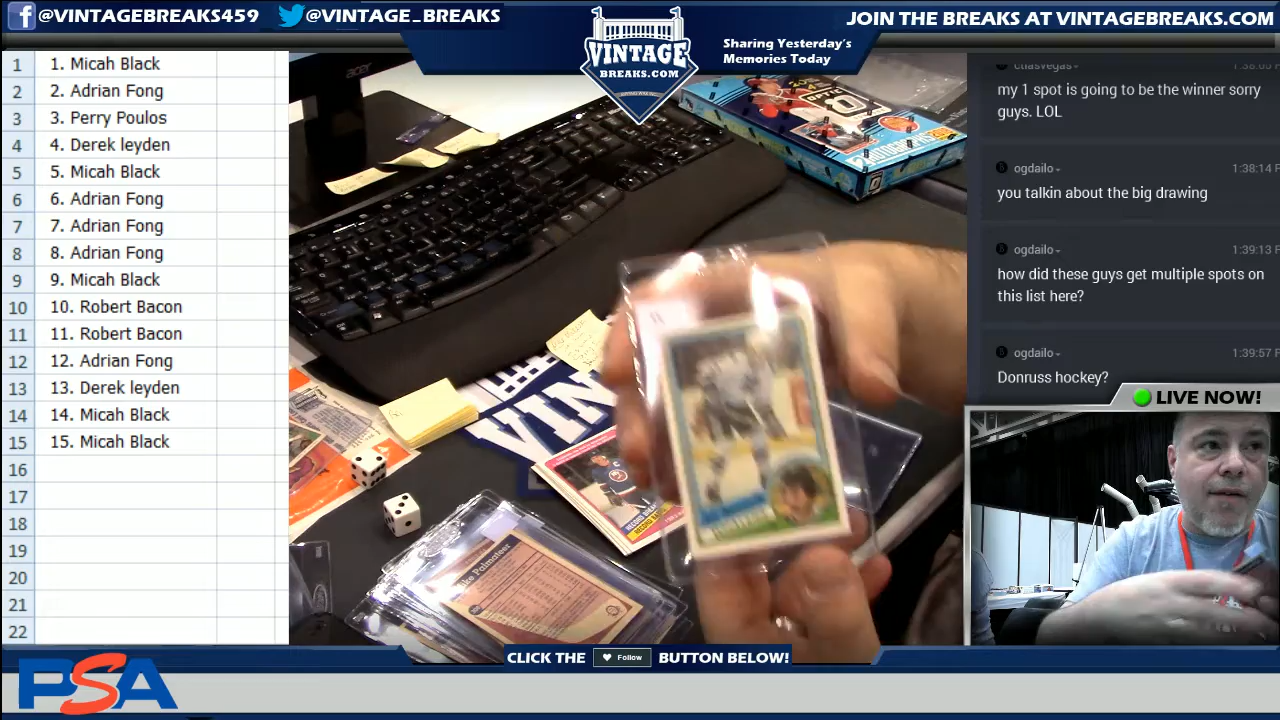 @VINTAGEBREAKS459
@VINTAGE_BREAKS
VINTAGE
BREAKS.COM
Sharing Yesterday's
Memories Today
JOIN THE BREAKS AT VINTAGEBREAKS.COM
1 1. Micah Black
2 2. Adrian Fong
3 3. Perry Poulos
4 4. Derek leyden
5 5. Micah Black
6 6. Adrian Fong
7 7. Adrian Fong
8 8. Adrian Fong
9 9. Micah Black
10 10. Robert Bacon
11 11. Robert Bacon
12 12. Adrian Fong
13 13. Derek leyden
14 14. Micah Black
15 15. Micah Black
16
17
18
19
20
21
22
acer
VIN
RECORD
Mike Palmateer
ctlasvegas
my 1 spot is going to be the winner sorry
guys. LOL
ogdailo 1:38:14
you talkin about the big drawing
ogdailo 1:39:13
how did these guys get multiple spots on
this list here?
ogdailo 1:39:57
Donruss hockey?
LIVE NOW!
CLICK THE Follow BUTTON BELOW!
PSA